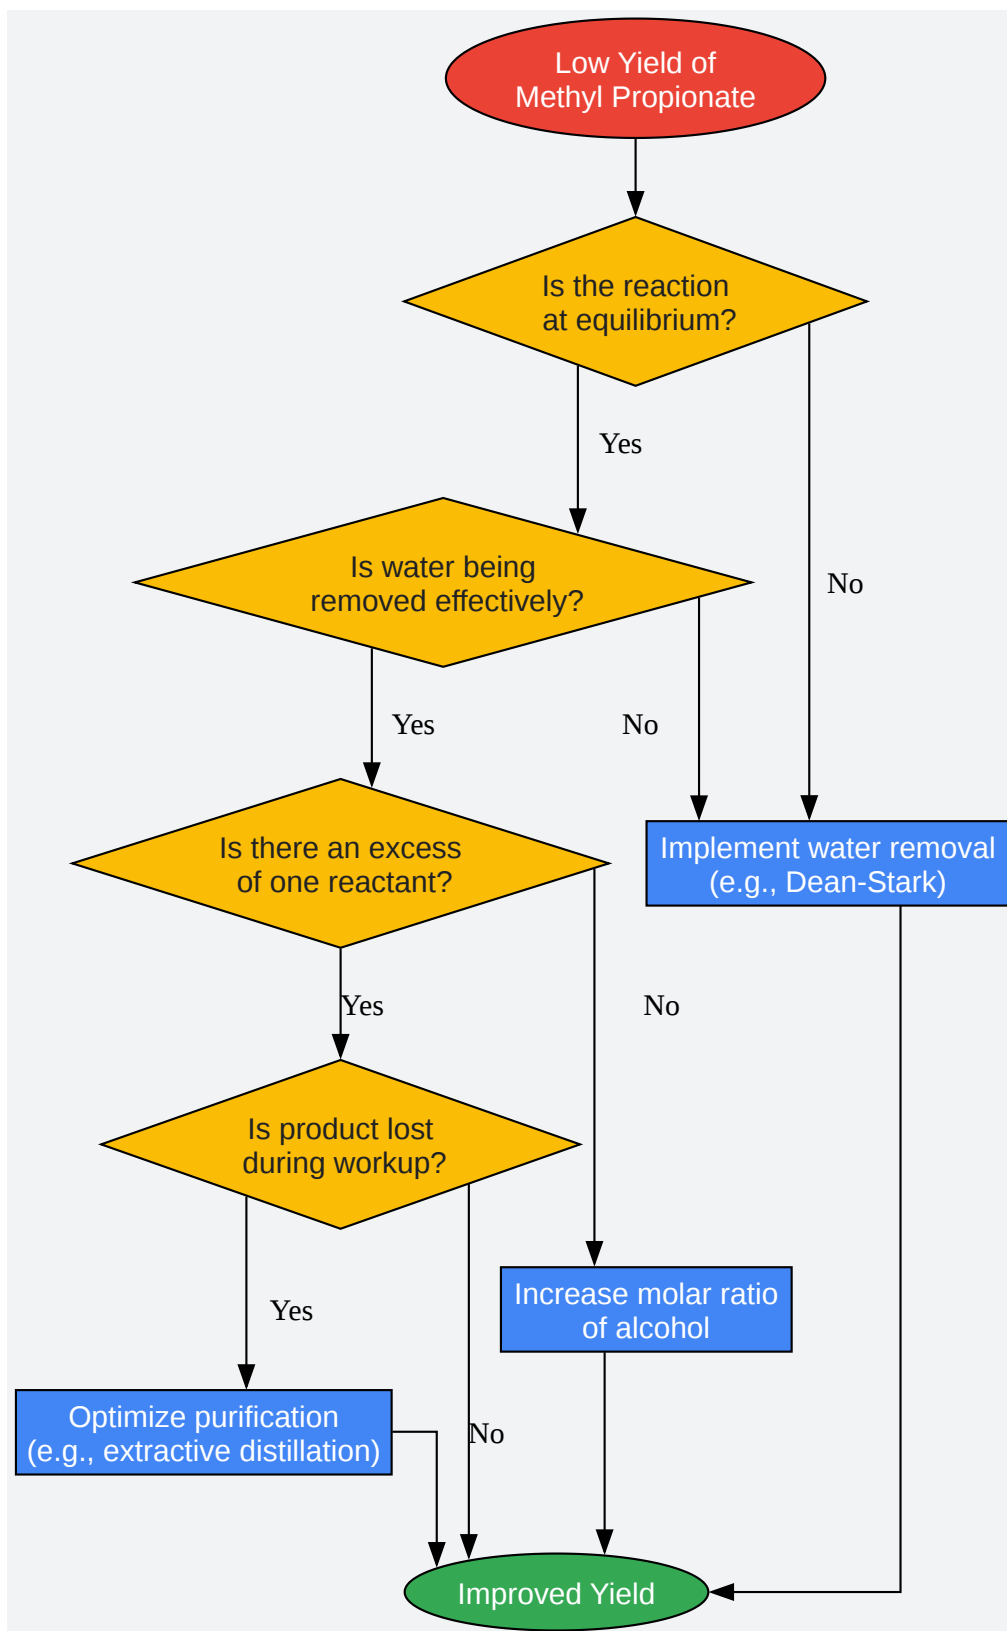 Low Yield of
Methyl Propionate
Is the reaction
at equilibrium?
Yes
No
Is water being
removed effectively?
Yes
No
Is there an excess
of one reactant?
Implement water removal
(e.g., Dean-Stark)
Yes
No
Is product lost
during workup?
Yes
Increase molar ratio
of alcohol
Optimize purification
(e.g., extractive distillation)
No
Improved Yield